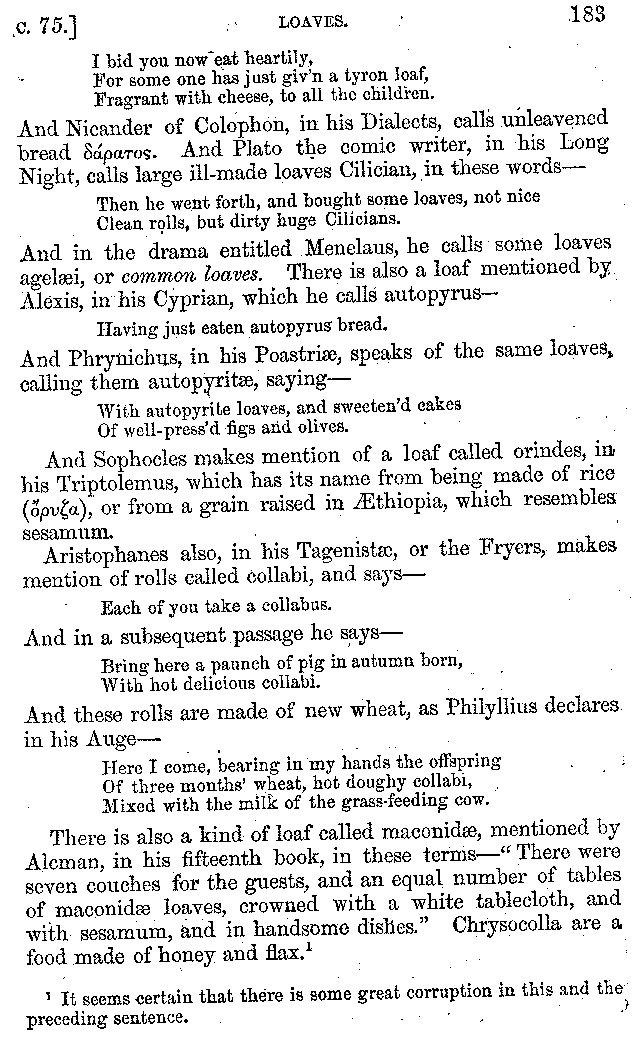 c. 75.] LOAVES. 183
I bid you now eat heartily,
For some one has just giv'n a tyron loaf,
Fragrant with cheese, to all the children.
And Nicander of Colophon, in his Dialects, calls unleavened
bread δάρατος. And Plato the comic writer, in his Long
Night, calls large ill-made loaves Cilician, in these words—
Then he went forth, and bought some loaves, not nice
Clean rolls, but dirty huge Cilicians.
And in the drama entitled Menelaus, he calls some loaves
agelæi, or common loaves. There is also a loaf mentioned by
Alexis, in his Cyprian, which he calls autopyrus—
Having just eaten autopyrus bread.
And Phrynichus, in his Poastriæ, speaks of the same loaves,
calling them autopyritæ, saying—
With autopyrite loaves, and sweeten'd cakes
Of well-press'd figs and olives.
And Sophocles makes mention of a loaf called orindes, in
his Triptolemus, which has its name from being made of rice
(ὄρυζα), or from a grain raised in Æthiopia, which resembles
sesamum.
Aristophanes also, in his Tagenistæ, or the Fryers, makes
mention of rolls called collabi, and says—
Each of you take a collabus.
And in a subsequent passage he says—
Bring here a paunch of pig in autumn born,
With hot delicious collabi.
And these rolls are made of new wheat, as Philyllius declares
in his Auge—
Here I come, bearing in my hands the offspring
Of three months' wheat, hot doughy collabi,
Mixed with the milk of the grass-feeding cow.
There is also a kind of loaf called maconidæ, mentioned by
Alcman, in his fifteenth book, in these terms—"There were
seven couches for the guests, and an equal number of tables
of maconidæ loaves, crowned with a white tablecloth, and
with sesamum, and in handsome dishes." Chrysocolla are a
food made of honey and flax.¹
¹ It seems certain that there is some great corruption in this and the
preceding sentence.